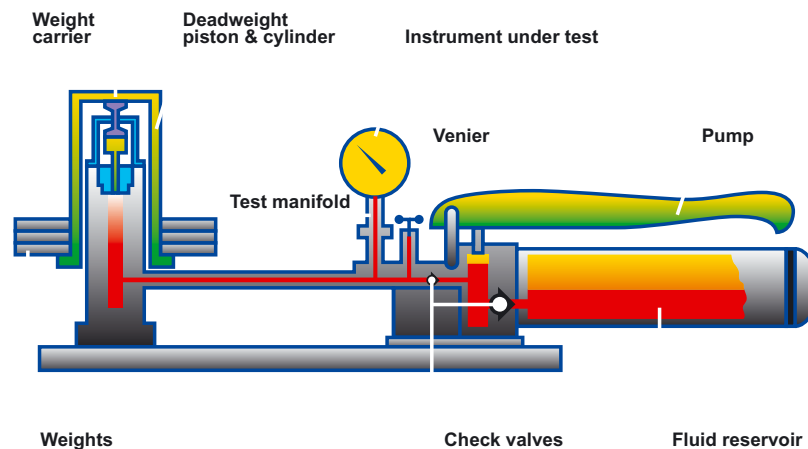 Weight
carrier
Deadweight
piston & cylinder
Instrument under test
Venier
Pump
Test manifold
Weights
Check valves
Fluid reservoir